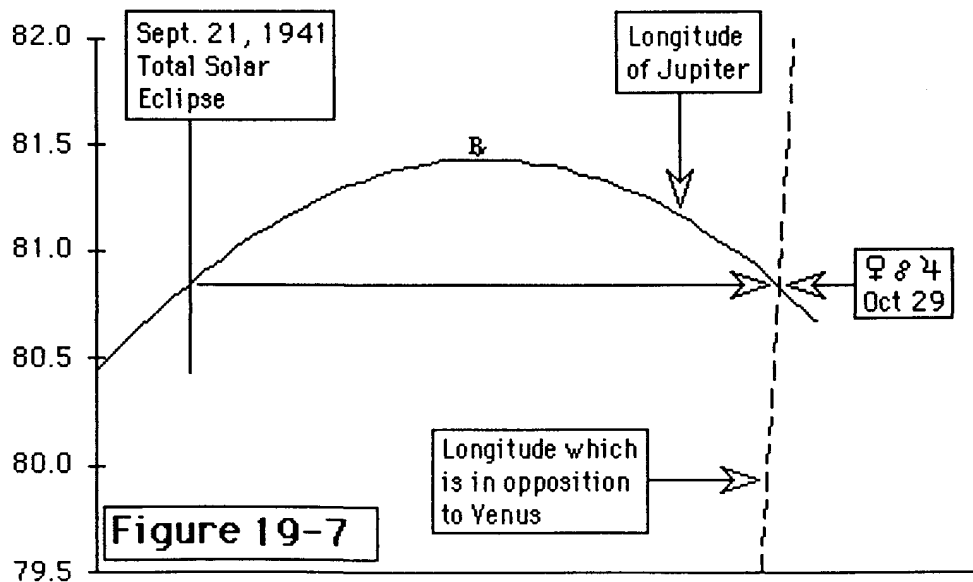 82.0
81.5
81.0
80.5
80.0
79.5
Sept. 21, 1941
Total Solar
Eclipse
Longitude
of Jupiter
℞
♀ ☍ ♃
Oct 29
Longitude which
is in opposition
to Venus
Figure 19-7